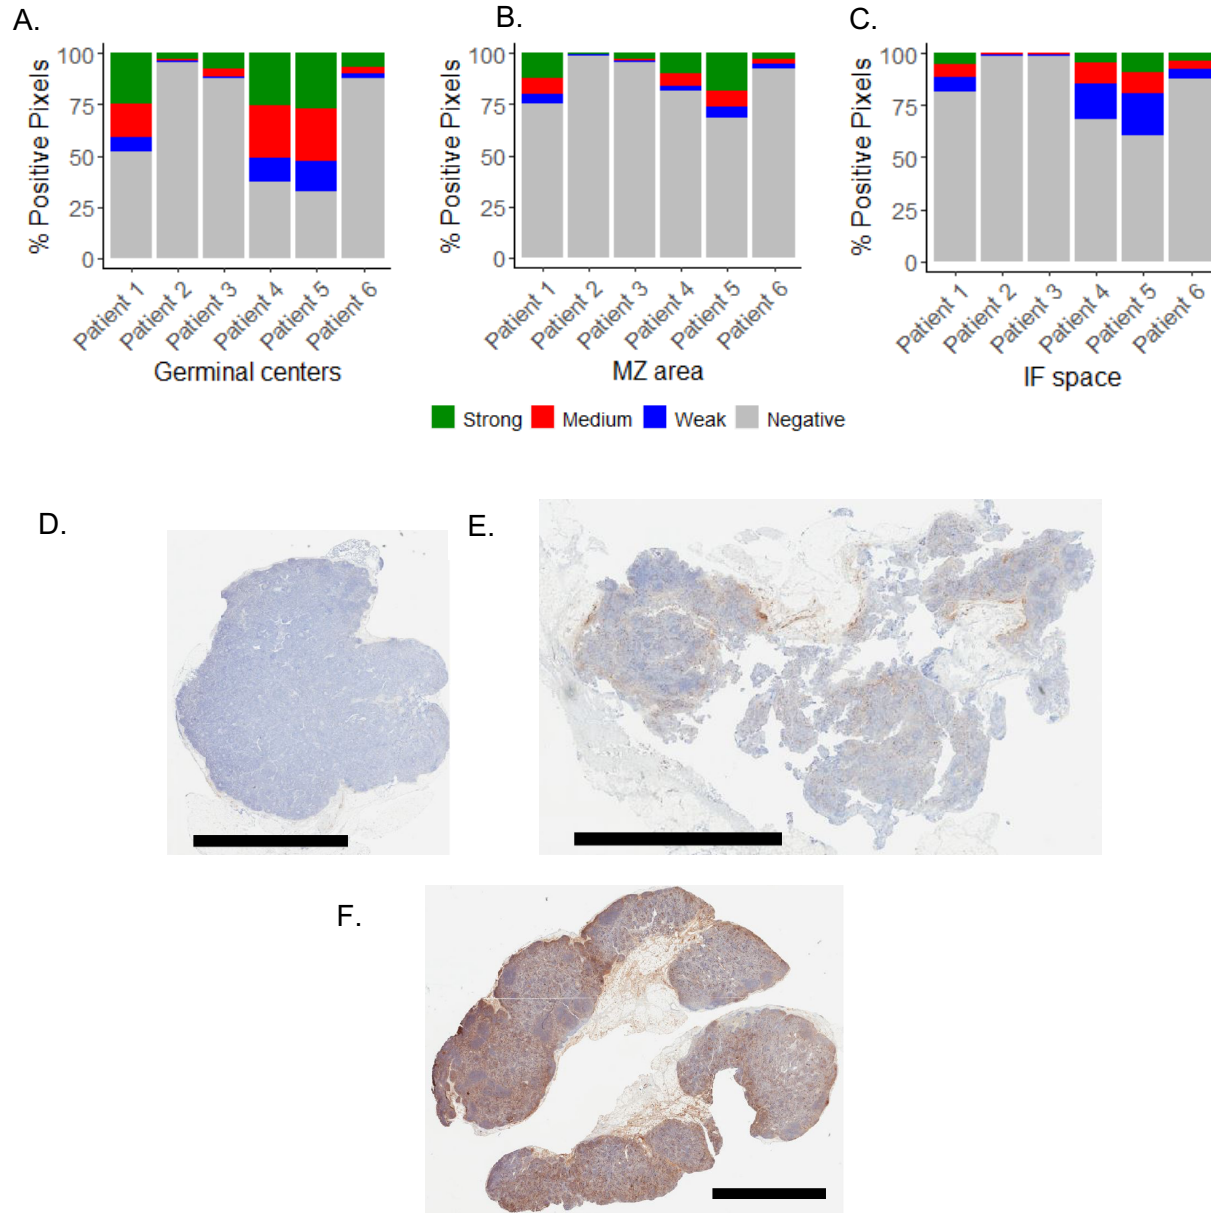 A.
B.
C.
% Positive Pixels
100
75
50
25
0
Patient 1
Patient 2
Patient 3
Patient 4
Patient 5
Patient 6
Germinal centers
% Positive Pixels
100
75
50
25
0
Patient 1
Patient 2
Patient 3
Patient 4
Patient 5
Patient 6
MZ area
% Positive Pixels
100
75
50
25
0
Patient 1
Patient 2
Patient 3
Patient 4
Patient 5
Patient 6
IF space
Strong Medium Weak Negative
D.
E.
F.